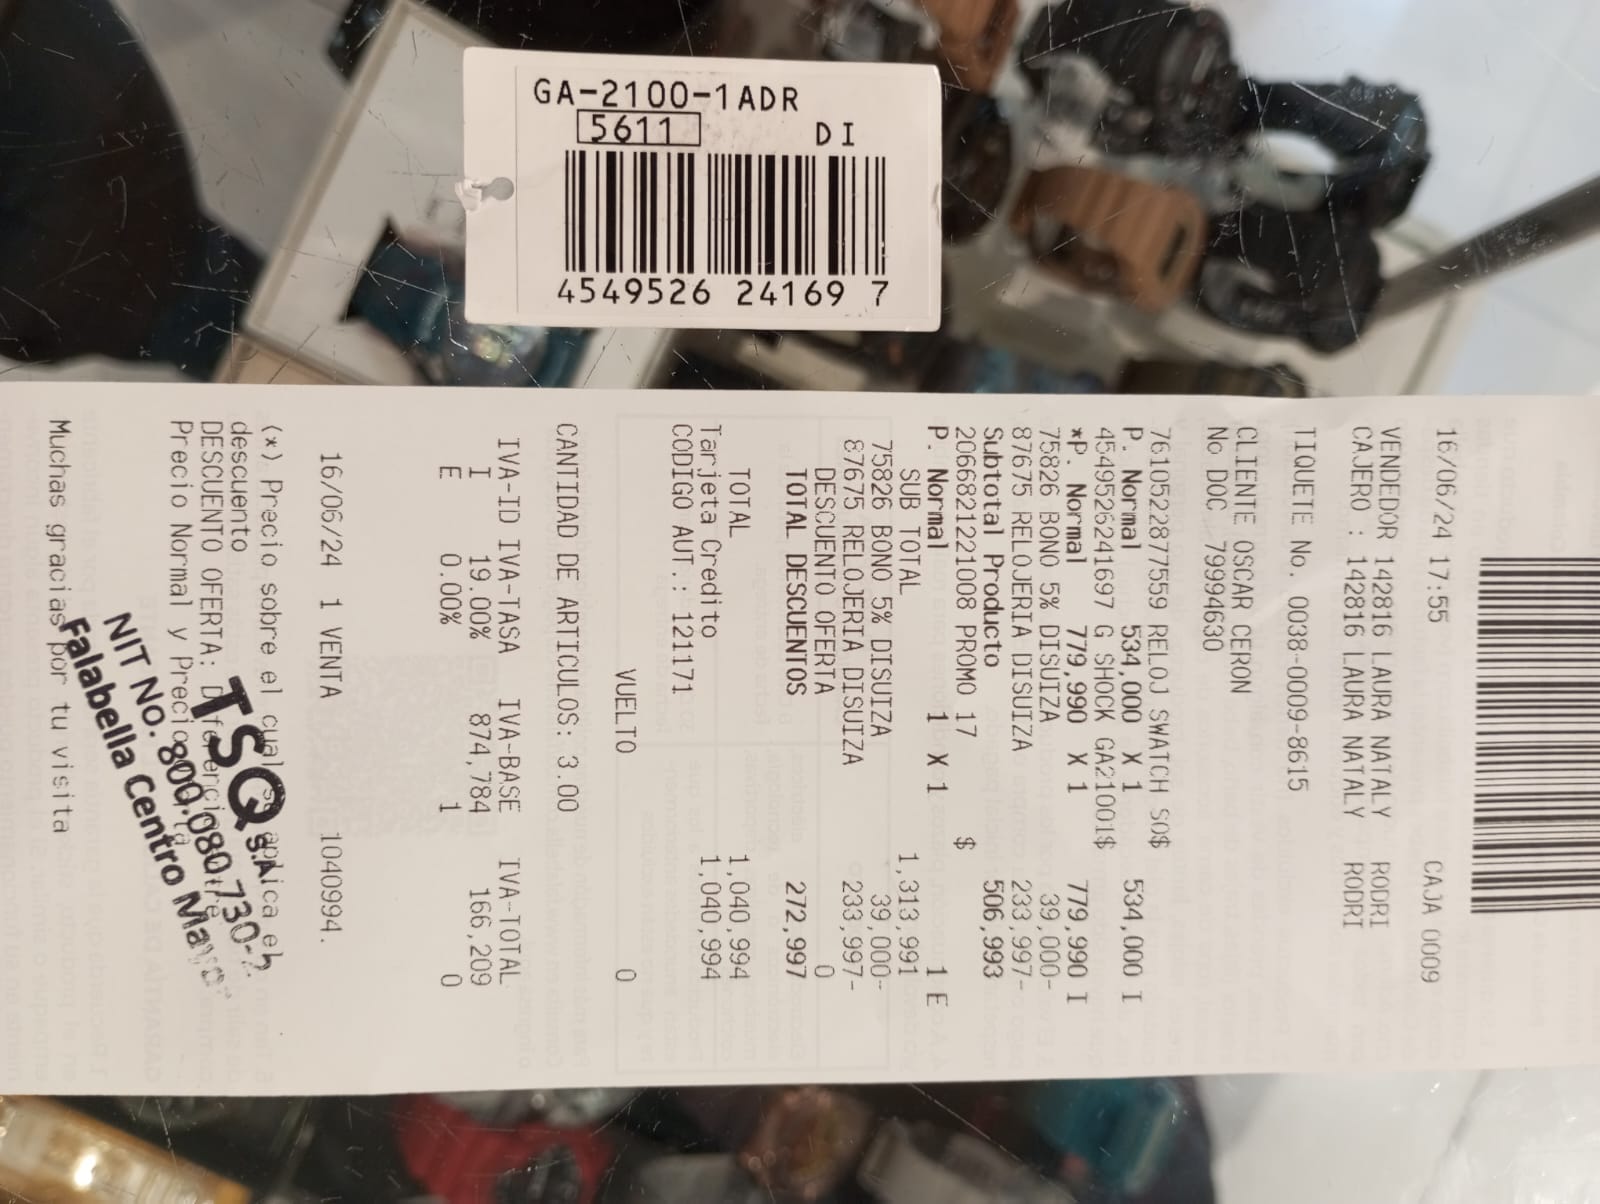 GA-2100-1ADR
5611 DI
4549526 24169 7
16/06/24 17:55 CAJA 0009
VENDEDOR 142816 LAURA NATALY RODRI
CAJERO : 142816 LAURA NATALY RODRI
TIQUETE No. 0038-0009-8615
CLIENTE OSCAR CERON
No DOC 79994630
7610522877559 RELOJ SWATCH SO$
P. Normal 534,000 X 1 534,000 I
4549526241697 G SHOCK GA21001$
*P. Normal 779,990 X 1 779,990 I
75826 BONO 5% DISUIZA 39,000-
87675 RELOJERIA DISUIZA 233,997-
Subtotal Producto 506,993
2066821221008 PROMO 17 $
P. Normal 1 X 1 1 E
SUB TOTAL 1,313,991
75826 BONO 5% DISUIZA 39,000-
87675 RELOJERIA DISUIZA 233,997-
DESCUENTO OFERTA 0
TOTAL DESCUENTOS 272,997
TOTAL 1,040,994
Tarjeta Credito 1,040,994
CODIGO AUT.: 121171
VUELTO 0
CANTIDAD DE ARTICULOS: 3.00
IVA-ID IVA-TASA IVA-BASE IVA-TOTAL
I 19.00% 874,784 166,209
E 0.00% 1 0
16/06/24 1 VENTA 1040994.
(*) Precio sobre el cual se aplica el
descuento
DESCUENTO OFERTA: Diferencia entre
Precio Normal y Precio
Muchas gracias por tu visita
TSQ S.A.
NIT No. 800.080.730-2
Falabella Centro Mayor